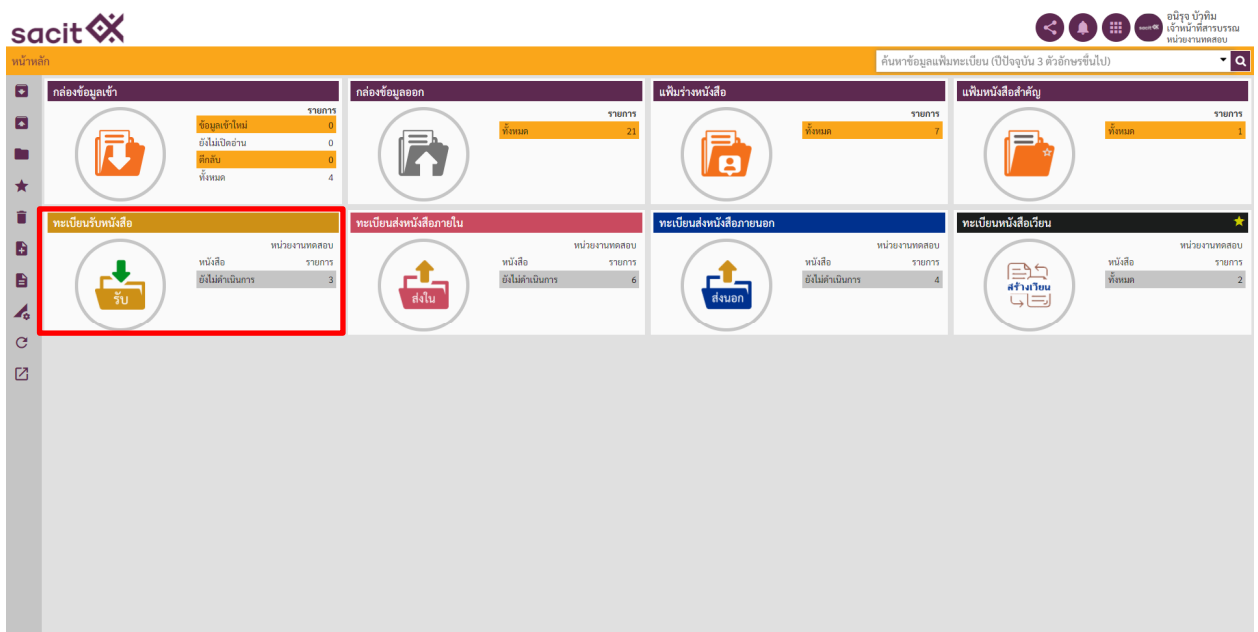 sacit
อนิรุจ บัวทิม
เจ้าหน้าที่สารบรรณ
หน่วยงานทดสอบ
หน้าหลัก
ค้นหาข้อมูลแฟ้มทะเบียน (ปีปัจจุบัน 3 ตัวอักษรขึ้นไป)
กล่องข้อมูลเข้า
รายการ
ข้อมูลเข้าใหม่ 0
ยังไม่เปิดอ่าน 0
ตีกลับ 0
ทั้งหมด 4
กล่องข้อมูลออก
รายการ
ทั้งหมด 21
แฟ้มร่างหนังสือ
รายการ
ทั้งหมด 7
แฟ้มหนังสือสำคัญ
รายการ
ทั้งหมด 1
ทะเบียนรับหนังสือ
หน่วยงานทดสอบ
หนังสือ รายการ
ยังไม่ดำเนินการ 3
รับ
ทะเบียนส่งหนังสือภายใน
หน่วยงานทดสอบ
หนังสือ รายการ
ยังไม่ดำเนินการ 6
ส่งใน
ทะเบียนส่งหนังสือภายนอก
หน่วยงานทดสอบ
หนังสือ รายการ
ยังไม่ดำเนินการ 4
ส่งนอก
ทะเบียนหนังสือเวียน
หน่วยงานทดสอบ
หนังสือ รายการ
ทั้งหมด 2
สร้างเวียน